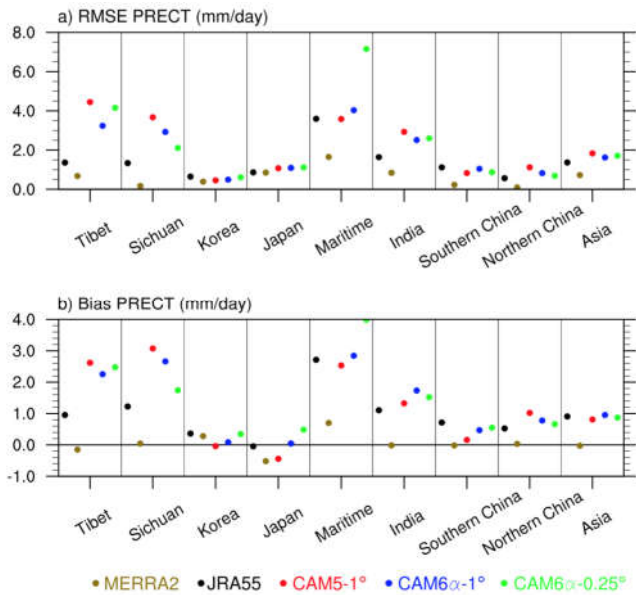 a) RMSE PRECT (mm/day)
8.0
6.0
4.0
2.0
0.0
Tibet
Sichuan
Korea
Japan
Maritime
India
Southern China
Northern China
Asia
b) Bias PRECT (mm/day)
4.0
3.0
2.0
1.0
0.0
-1.0
Tibet
Sichuan
Korea
Japan
Maritime
India
Southern China
Northern China
Asia
MERRA2 JRA55 CAM5-1° CAM6α-1° CAM6α-0.25°